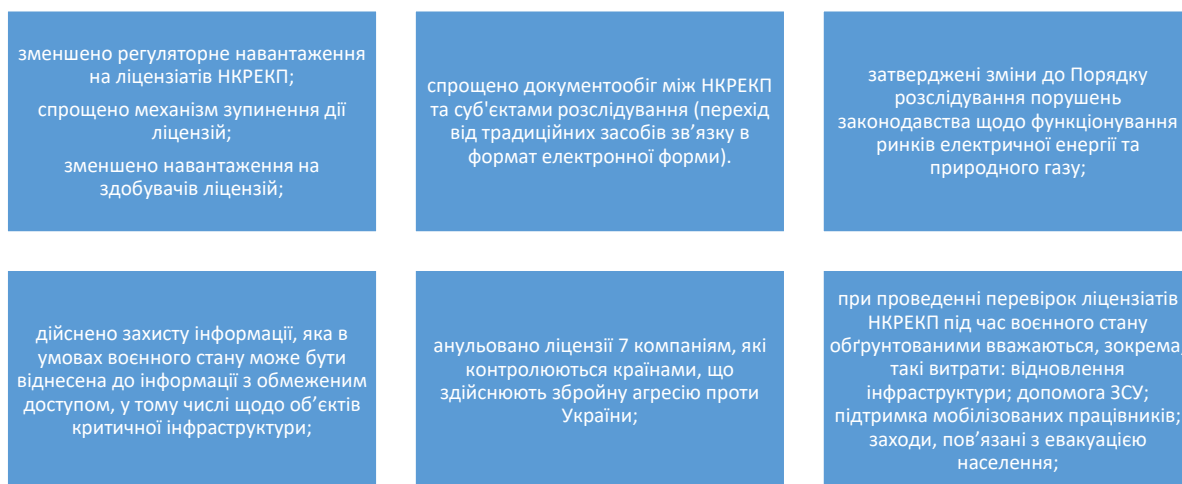 зменшено регуляторне навантаження
на ліцензіатів НКРЕКП;
спрощено механізм зупинення дії
ліцензій;
зменшено навантаження на
здобувачів ліцензій;
спрощено документообіг між НКРЕКП
та суб'єктами розслідування (перехід
від традиційних засобів зв’язку в
формат електронної форми).
затверджені зміни до Порядку
розслідування порушень
законодавства щодо функціонування
ринків електричної енергії та
природного газу;
дійснено захисту інформації, яка в
умовах воєнного стану може бути
віднесена до інформації з обмеженим
доступом, у тому числі щодо об’єктів
критичної інфраструктури;
анульовано ліцензії 7 компаніям, які
контролюються країнами, що
здійснюють збройну агресію проти
України;
при проведенні перевірок ліцензіатів
НКРЕКП під час воєнного стану
обґрунтованими вважаються, зокрема,
такі витрати: відновлення
інфраструктури; допомога ЗСУ;
підтримка мобілізованих працівників;
заходи, пов’язані з евакуацією
населення;